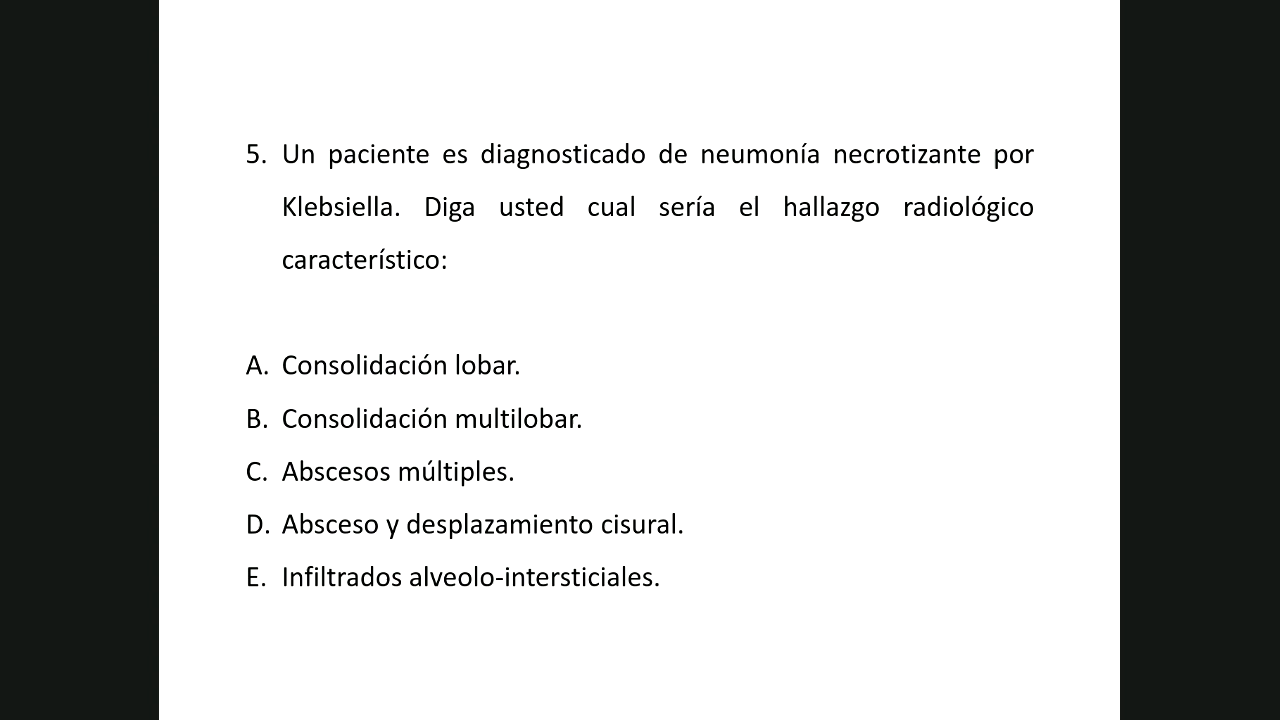 5. Un paciente es diagnosticado de neumonía necrotizante por
Klebsiella. Diga usted cual sería el hallazgo radiológico
característico:
A. Consolidación lobar.
B. Consolidación multilobar.
C. Abscesos múltiples.
D. Absceso y desplazamiento cisural.
E. Infiltrados alveolo-intersticiales.